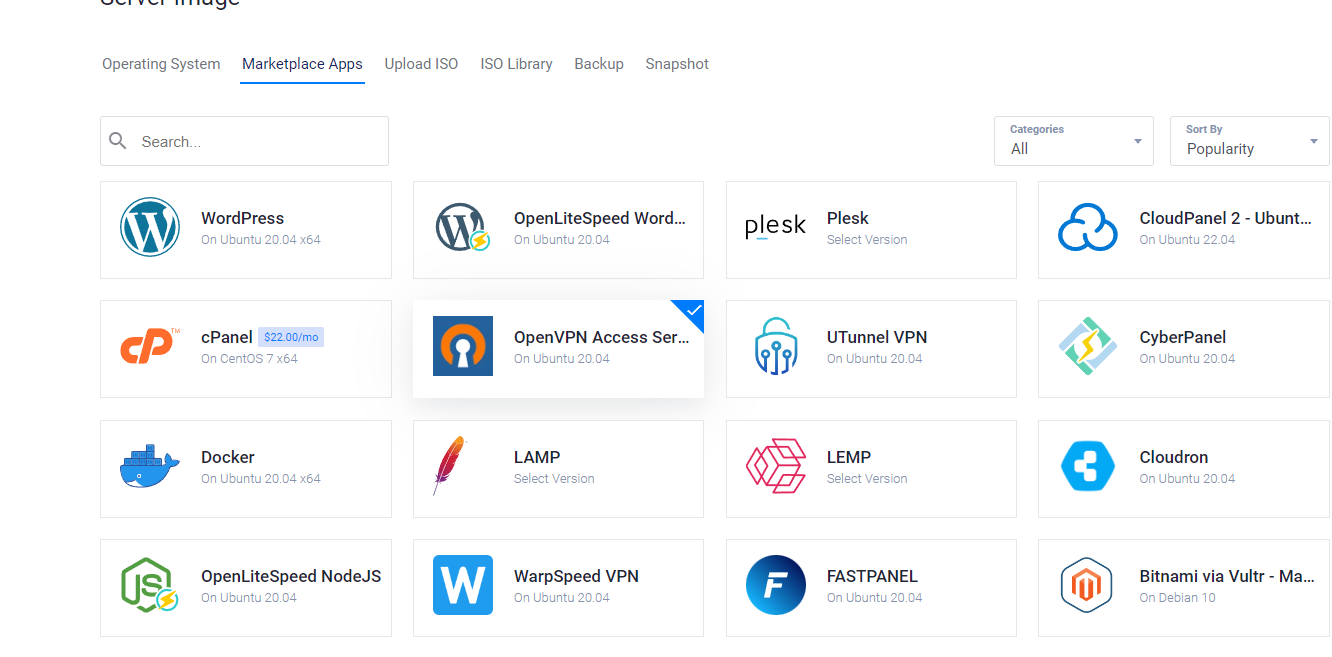 Server Image
Operating System Marketplace Apps Upload ISO ISO Library Backup Snapshot
Search...
Categories
All
Sort By
Popularity
WordPress
On Ubuntu 20.04 x64
OpenLiteSpeed Word...
On Ubuntu 20.04
plesk
Plesk
Select Version
CloudPanel 2 - Ubunt...
On Ubuntu 22.04
cP TM
cPanel $22.00/mo
On CentOS 7 x64
OpenVPN Access Ser...
On Ubuntu 20.04
UTunnel VPN
On Ubuntu 20.04
CyberPanel
On Ubuntu 20.04
Docker
On Ubuntu 20.04 x64
LAMP
Select Version
LEMP
Select Version
Cloudron
On Ubuntu 20.04
JS
OpenLiteSpeed NodeJS
On Ubuntu 20.04
W
WarpSpeed VPN
On Ubuntu 20.04
F
FASTPANEL
On Ubuntu 20.04
Bitnami via Vultr - Ma...
On Debian 10